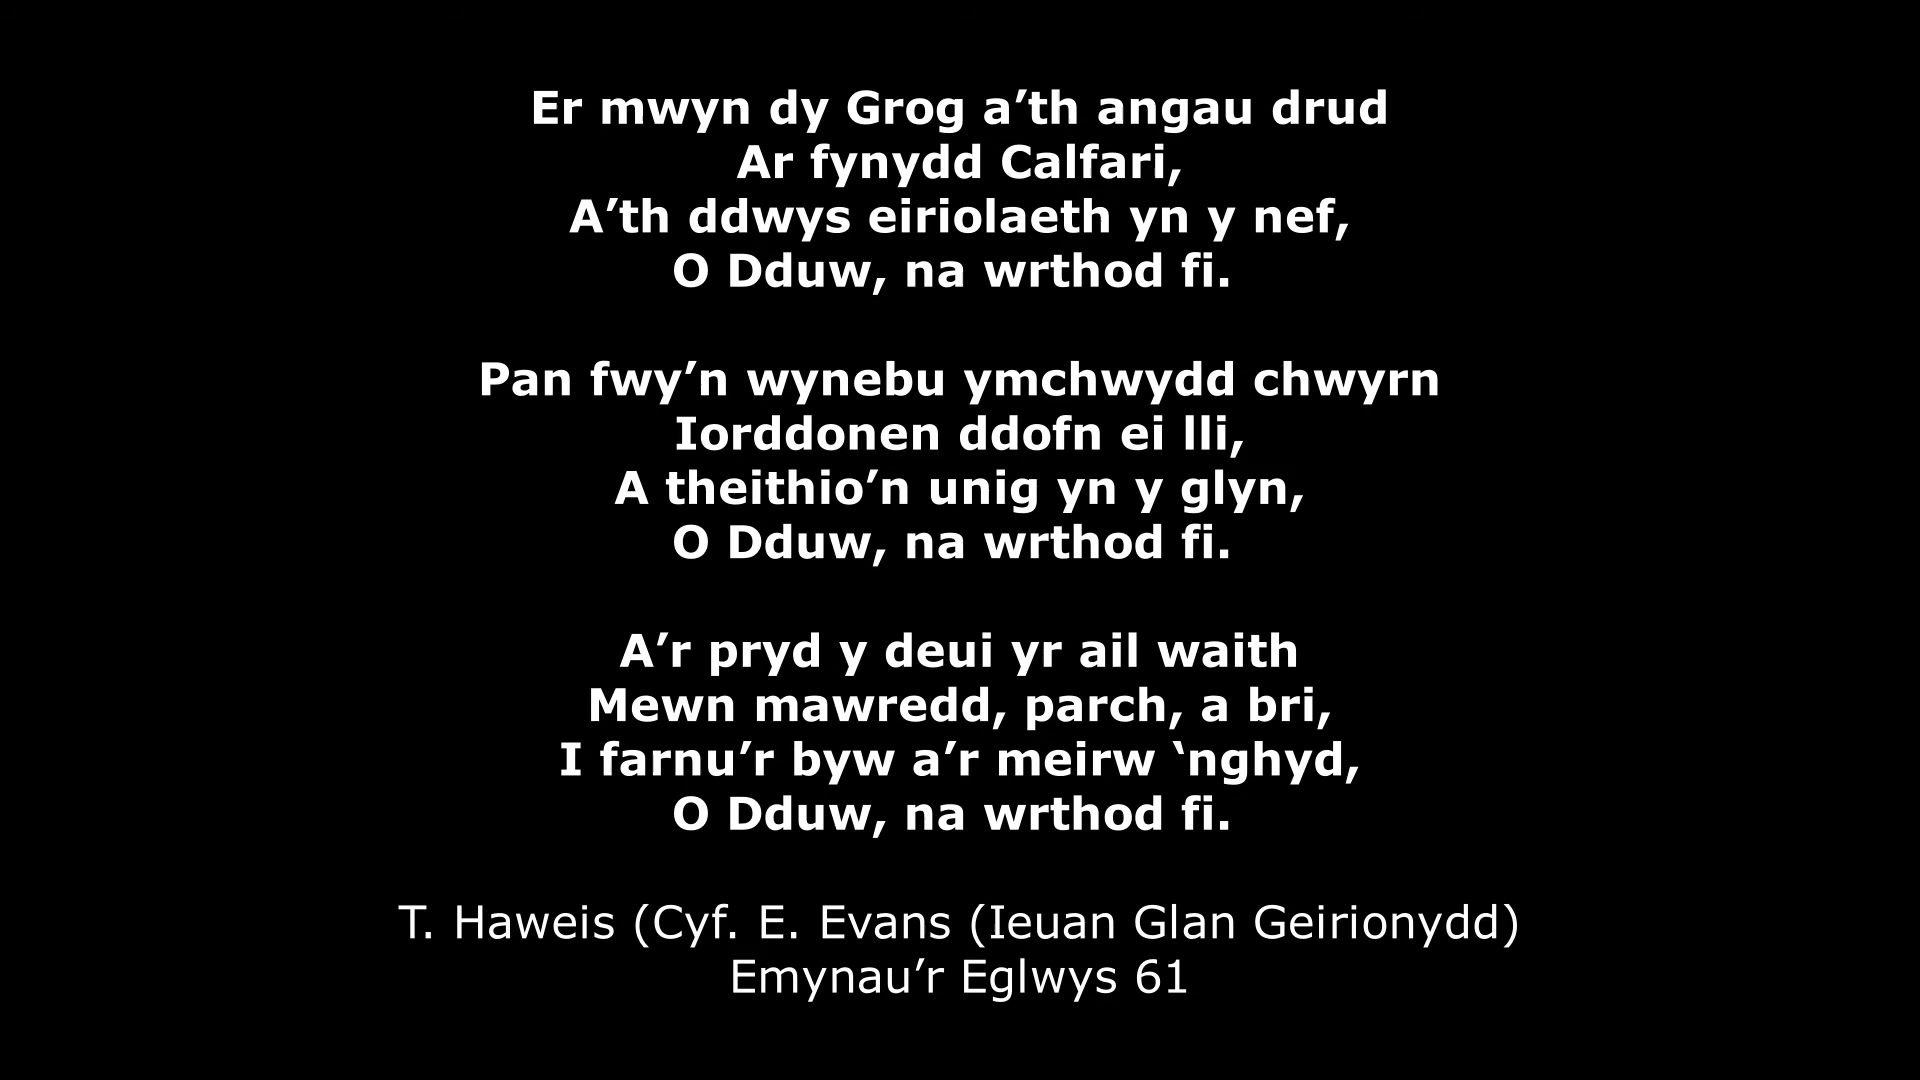 Er mwyn dy Grog a’th angau drud
Ar fynydd Calfari,
A’th ddwys eiriolaeth yn y nef,
O Dduw, na wrthod fi.
Pan fwy’n wynebu ymchwydd chwyrn
Iorddonen ddofn ei lli,
A theithio’n unig yn y glyn,
O Dduw, na wrthod fi.
A’r pryd y deui yr ail waith
Mewn mawredd, parch, a bri,
I farnu’r byw a’r meirw ‘nghyd,
O Dduw, na wrthod fi.
T. Haweis (Cyf. E. Evans (Ieuan Glan Geirionydd)
Emynau’r Eglwys 61